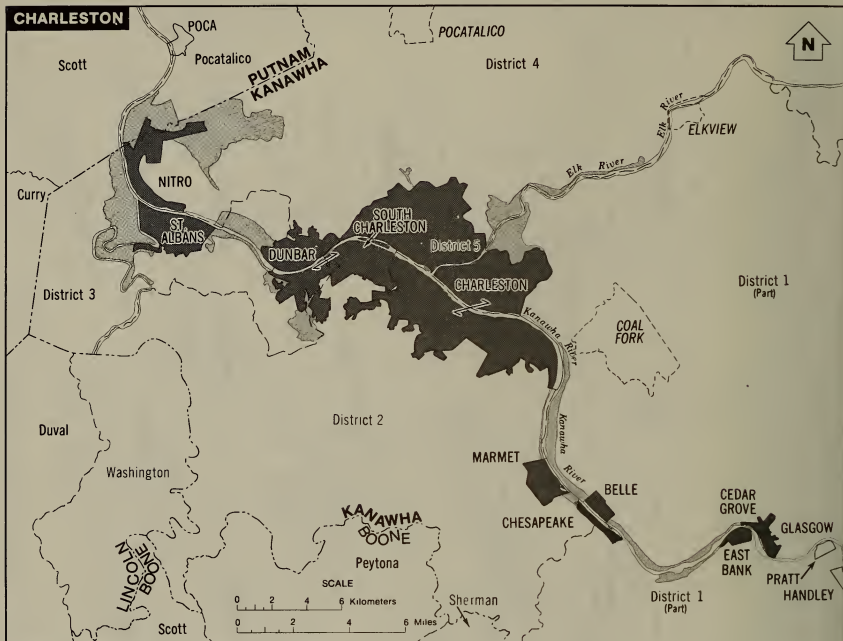 CHARLESTON
POCA
Scott
Pocatalico
POCATALICO
District 4
N
PUTNAM
KANAWHA
Elk River
ELKVIEW
Elk River
Curry
NITRO
ST. ALBANS
SOUTH
CHARLESTON
District 5
DUNBAR
CHARLESTON
District 3
District 1
(Part)
Kanawha River
COAL
FORK
Duval
District 2
Kanawha River
Washington
MARMET
BELLE
CHESAPEAKE
CEDAR
GROVE
GLASGOW
EAST
BANK
PRATT
HANDLEY
KANAWHA
BOONE
Peytona
LINCOLN
BOONE
SCALE
0 2 4 6 Kilometers
0 2 4 6 Miles
Sherman
District 1
(Part)
Scott